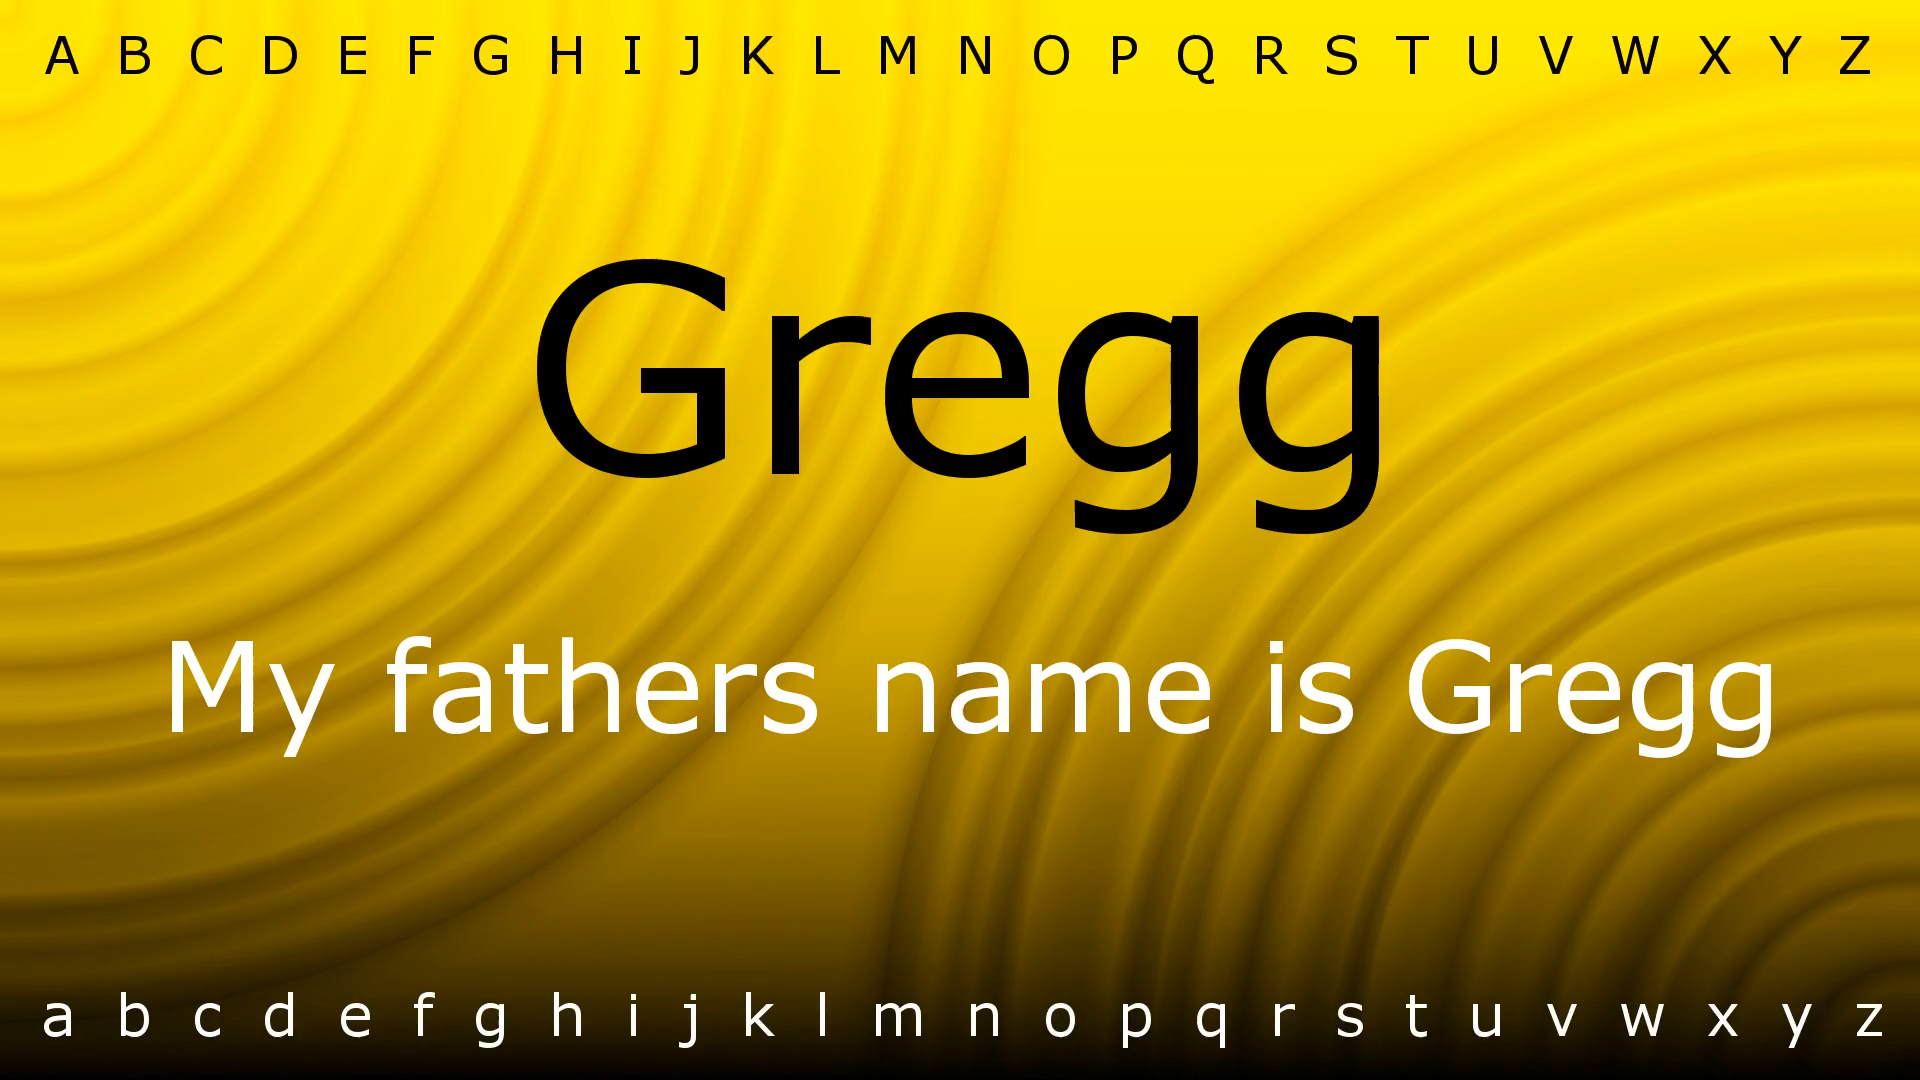 A B C D E F G H I J K L M N O P Q R S T U V W X Y Z
Gregg
My fathers name is Gregg
a b c d e f g h i j k l m n o p q r s t u v w x y z